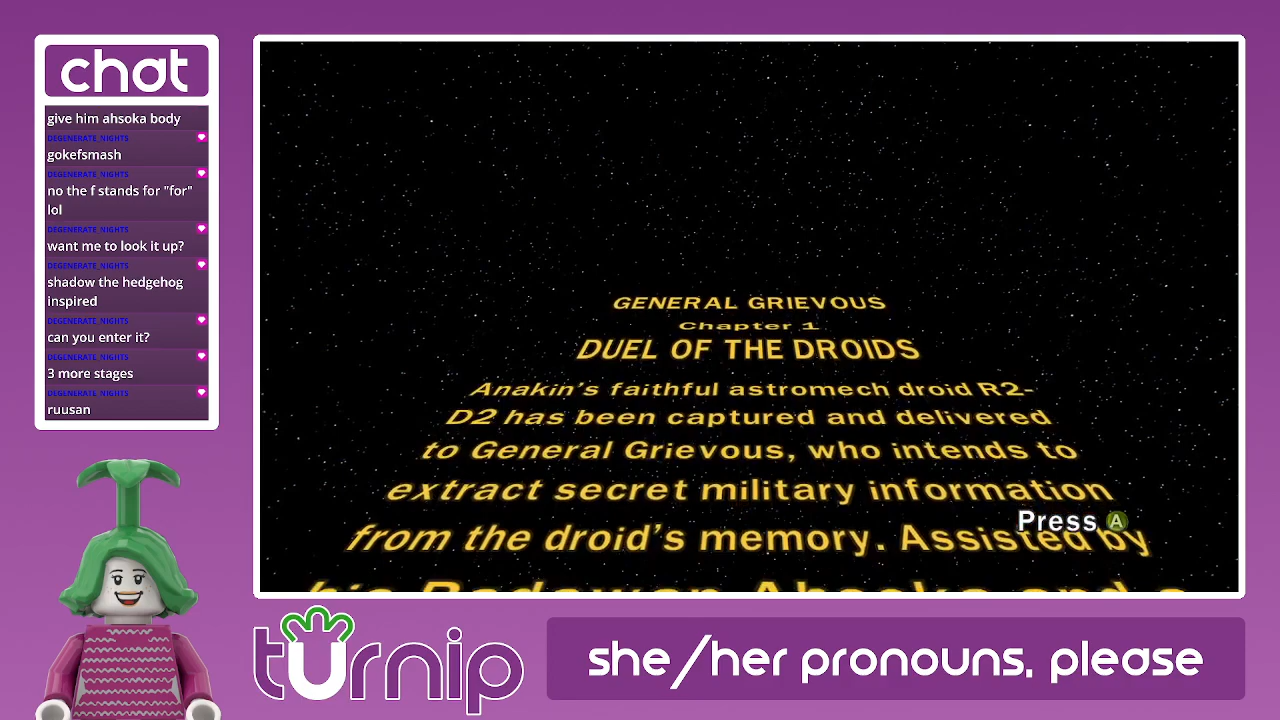 chat
give him ahsoka body
DEGENERATE_NIGHTS
gokefsmash
DEGENERATE_NIGHTS
no the f stands for "for"
lol
DEGENERATE_NIGHTS
want me to look it up?
DEGENERATE_NIGHTS
shadow the hedgehog
inspired
DEGENERATE_NIGHTS
can you enter it?
DEGENERATE_NIGHTS
3 more stages
DEGENERATE_NIGHTS
ruusan
GENERAL GRIEVOUS
Chapter 1
DUEL OF THE DROIDS
Anakin's faithful astromech droid R2-
D2 has been captured and delivered
to General Grievous, who intends to
extract secret military information
Press A
from the droid's memory. Assisted by
his Padawan Ahsoka and a
turnip
she/her pronouns, please